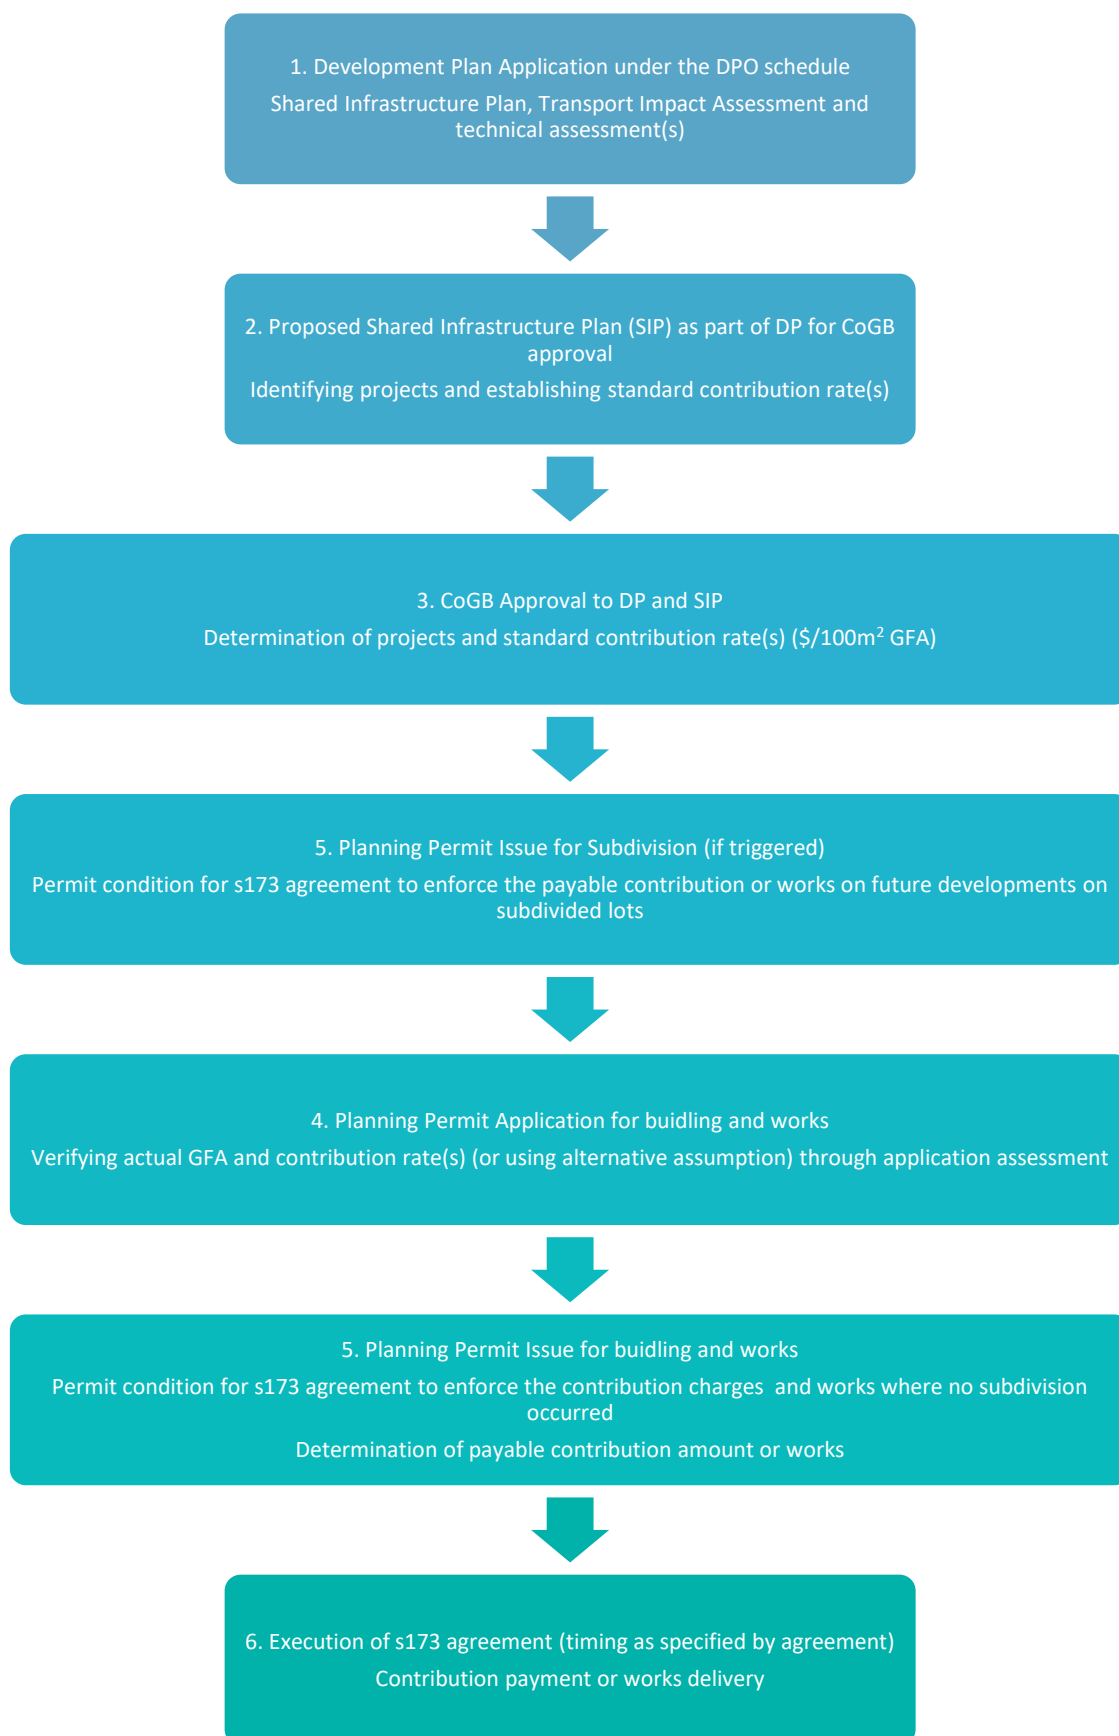 1. Development Plan Application under the DPO schedule
Shared Infrastructure Plan, Transport Impact Assessment and
technical assessment(s)
2. Proposed Shared Infrastructure Plan (SIP) as part of DP for CoGB
approval
Identifying projects and establishing standard contribution rate(s)
3. CoGB Approval to DP and SIP
Determination of projects and standard contribution rate(s) ($/100m² GFA)
5. Planning Permit Issue for Subdivision (if triggered)
Permit condition for s173 agreement to enforce the payable contribution or works on future developments on
subdivided lots
4. Planning Permit Application for buidling and works
Verifying actual GFA and contribution rate(s) (or using alternative assumption) through application assessment
5. Planning Permit Issue for buidling and works
Permit condition for s173 agreement to enforce the contribution charges  and works where no subdivision
occurred
Determination of payable contribution amount or works
6. Execution of s173 agreement (timing as specified by agreement)
Contribution payment or works delivery